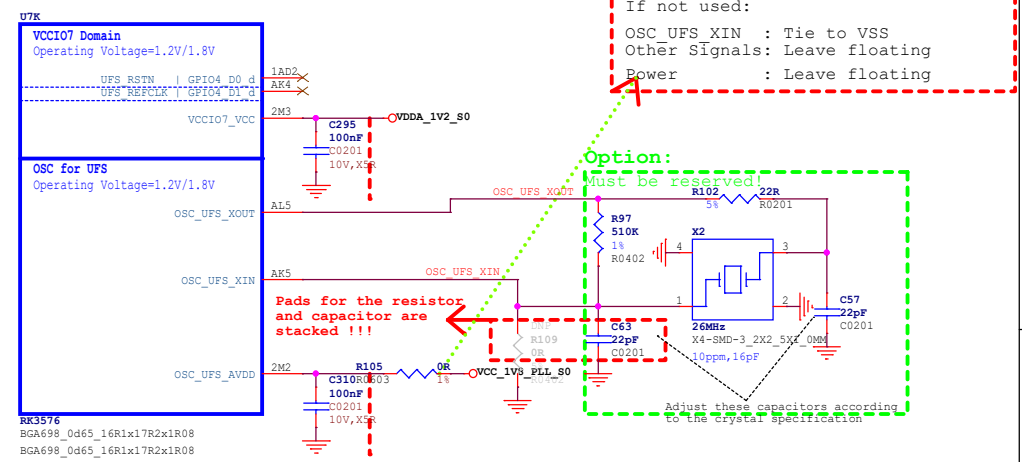 If not used:
OSC_UFS_XIN : Tie to VSS
Other Signals: Leave floating
Power : Leave floating
U7K
VCCIO7 Domain
Operating Voltage=1.2V/1.8V
UFS_RSTN | GPIO4_D0_d
1AD2
UFS_REFCLK | GPIO4_D1_d
AK4
VCCIO7_VCC
2M3
VDDA_1V2_S0
C295
100nF
C0201
10V,X5R
OSC for UFS
Operating Voltage=1.2V/1.8V
Option:
Must be reserved!
OSC_UFS_XOUT
AL5
OSC_UFS_XOUT
R102
22R
5%
R0201
R97
510K
1%
R0402
X2
4
3
1
2
26MHz
X4-SMD-3_2X2_5X1_0MM
10ppm,16pF
C57
22pF
C0201
OSC_UFS_XIN
AK5
OSC_UFS_XIN
Pads for the resistor
and capacitor are
stacked !!!
DNP
R109
0R
R0402
C63
22pF
C0201
OSC_UFS_AVDD
2M2
R105
0R
R0603
1%
VCC_1V8_PLL_S0
C310
100nF
C0201
10V,X5R
Adjust these capacitors according
to the crystal specification
RK3576
BGA698_0d65_16R1x17R2x1R08
BGA698_0d65_16R1x17R2x1R08